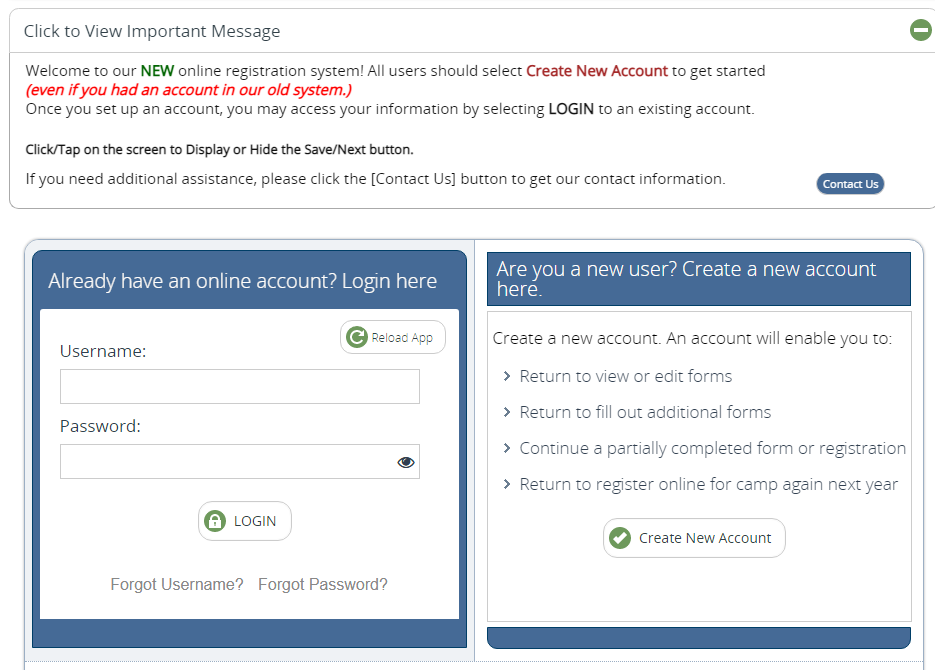 Click to View Important Message
Welcome to our NEW online registration system! All users should select Create New Account to get started
(even if you had an account in our old system.)
Once you set up an account, you may access your information by selecting LOGIN to an existing account.
Click/Tap on the screen to Display or Hide the Save/Next button.
If you need additional assistance, please click the [Contact Us] button to get our contact information.
Contact Us
Already have an online account? Login here
Reload App
Username:
Password:
LOGIN
Forgot Username? Forgot Password?
Are you a new user? Create a new account
here.
Create a new account. An account will enable you to:
Return to view or edit forms
Return to fill out additional forms
Continue a partially completed form or registration
Return to register online for camp again next year
Create New Account